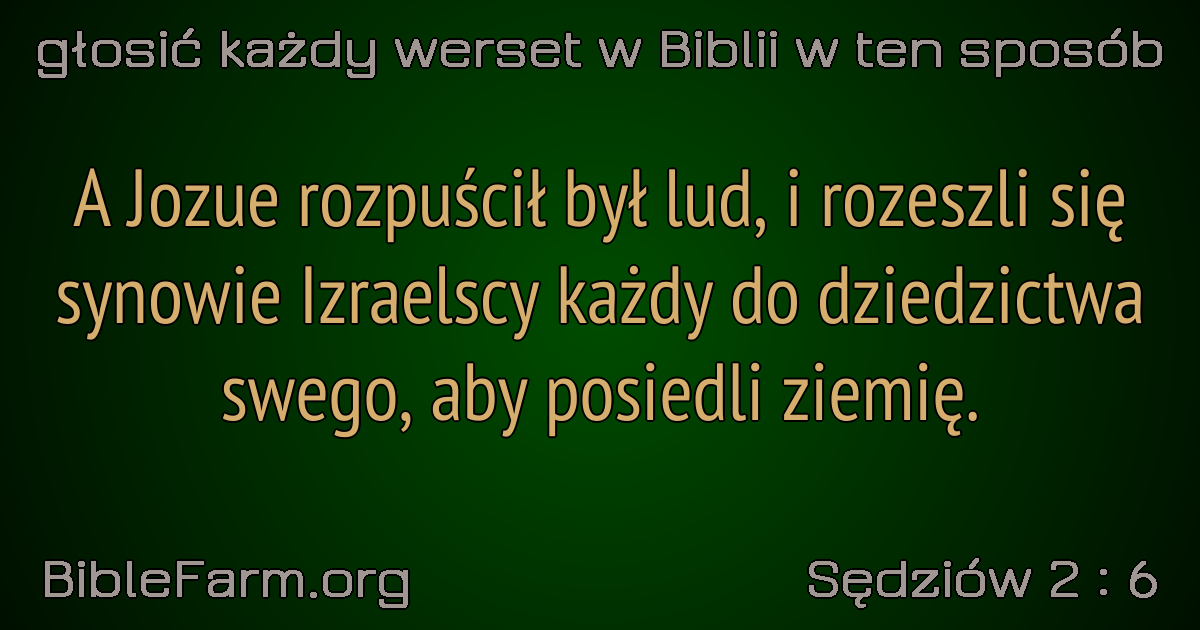 głosić każdy werset w Biblii w ten sposób
A Jozue rozpuścił był lud, i rozeszli się
synowie Izraelscy każdy do dziedzictwa
swego, aby posiedli ziemię.
BibleFarm.org
Sędziów 2 : 6